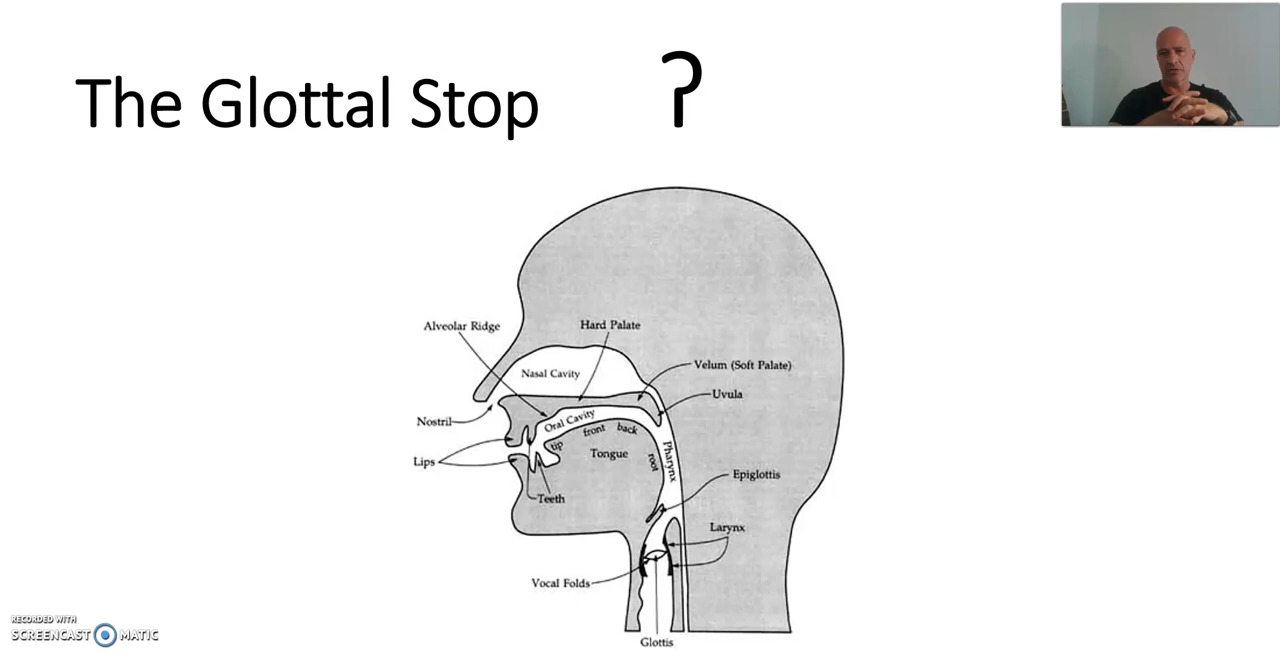 The Glottal Stop ʔ
Alveolar Ridge
Hard Palate
Nasal Cavity
Velum (Soft Palate)
Uvula
Nostril
Oral Cavity
tip
front
back
root
Tongue
Pharynx
Lips
Teeth
Epiglottis
Larynx
Vocal Folds
Glottis
RECORDED WITH
SCREENCAST MATIC